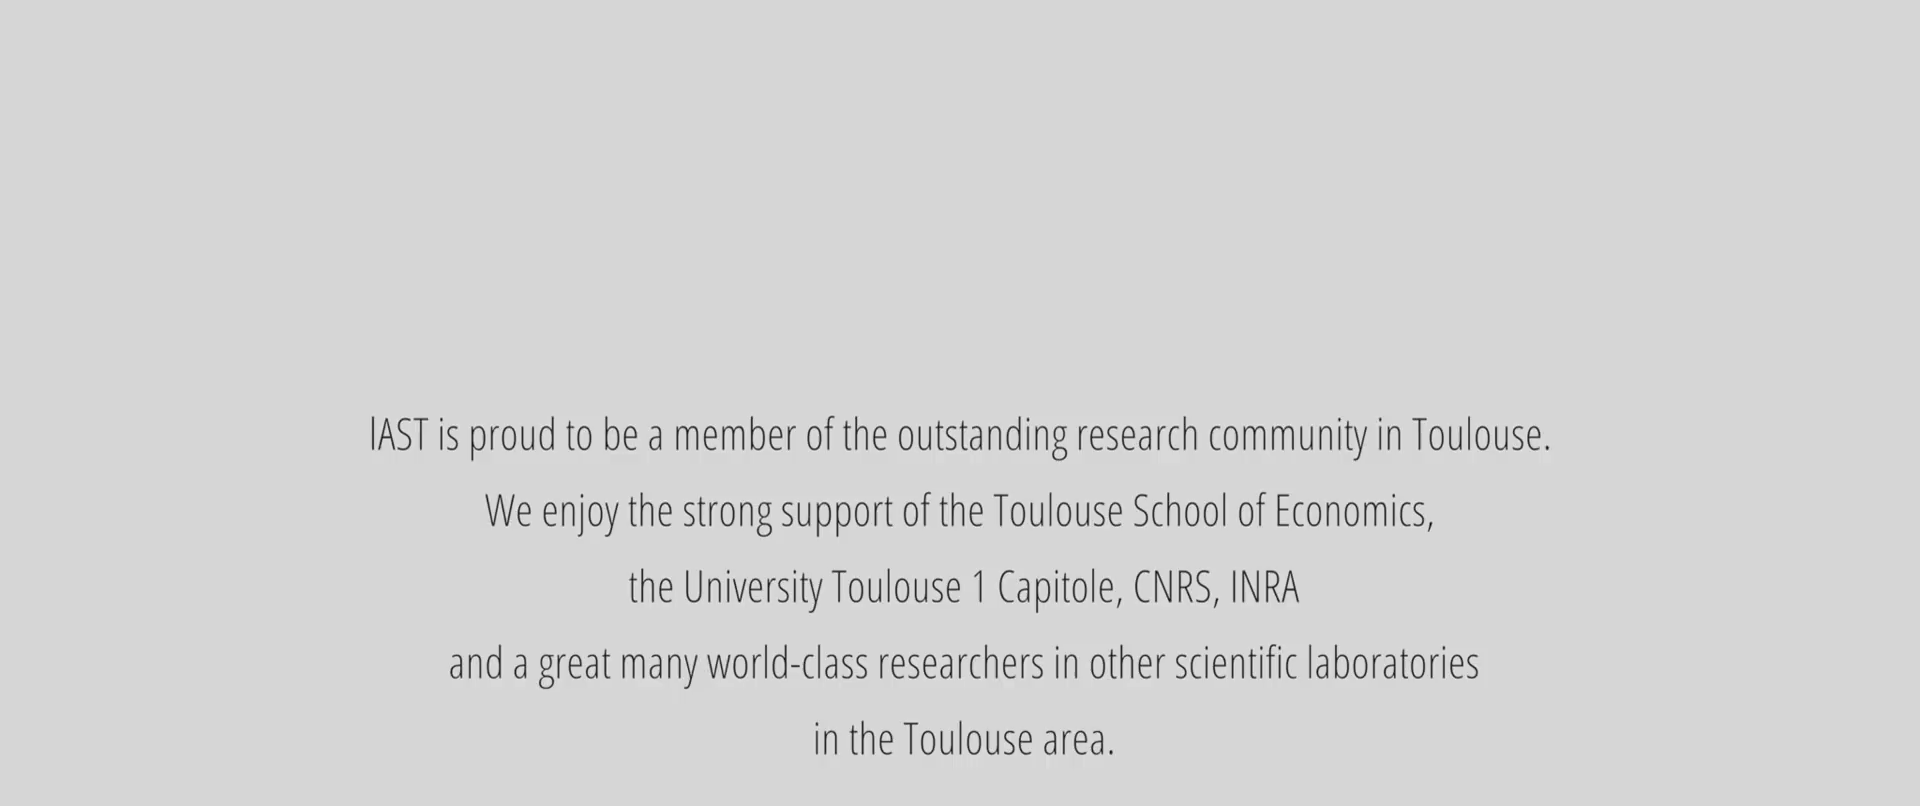 IAST is proud to be a member of the outstanding research community in Toulouse.
We enjoy the strong support of the Toulouse School of Economics,
the University Toulouse 1 Capitole, CNRS, INRA
and a great many world-class researchers in other scientific laboratories
in the Toulouse area.